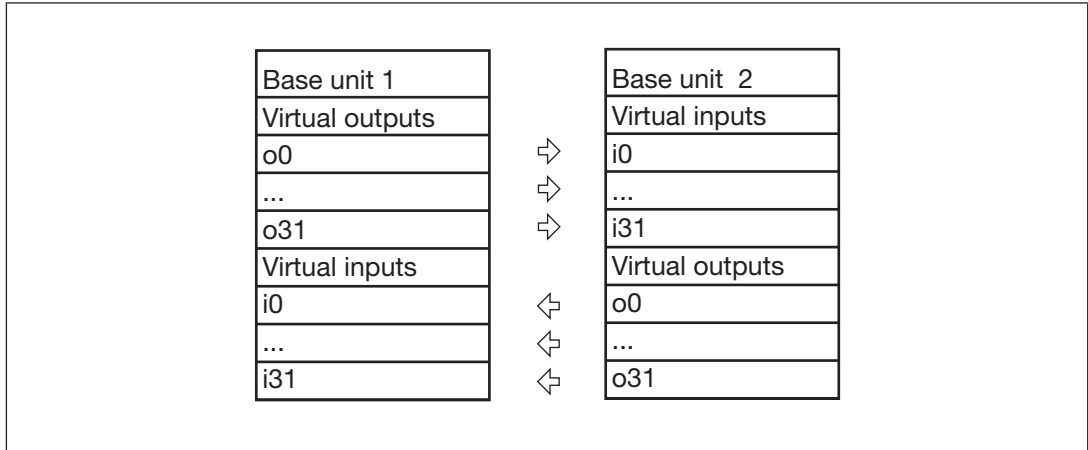 Base unit 1
Virtual outputs
o0
...
o31
Virtual inputs
i0
...
i31
Base unit 2
Virtual inputs
i0
...
i31
Virtual outputs
o0
...
o31